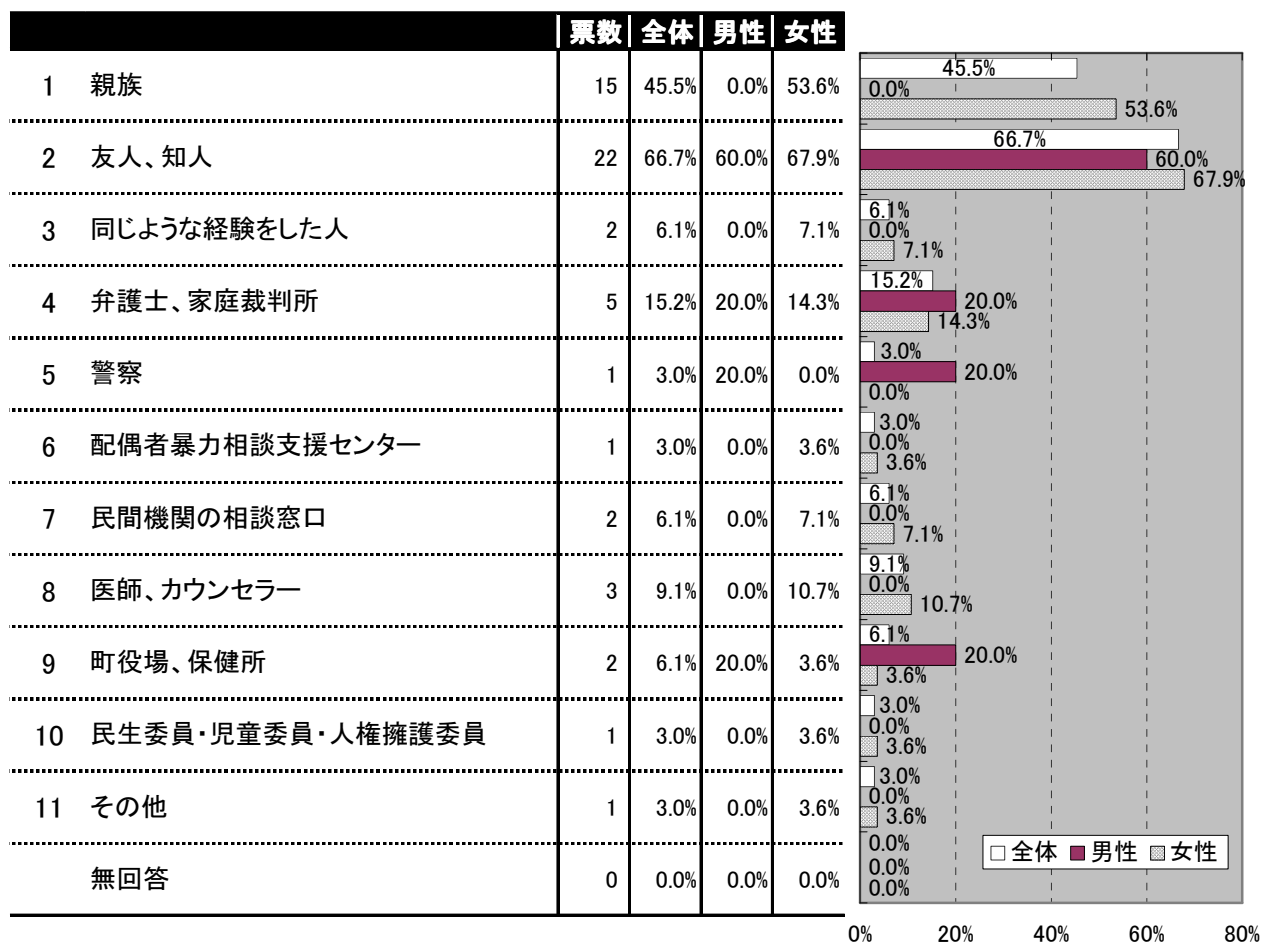 票数 全体 男性 女性
1 親族 15 45.5% 0.0% 53.6%
2 友人、知人 22 66.7% 60.0% 67.9%
3 同じような経験をした人 2 6.1% 0.0% 7.1%
4 弁護士、家庭裁判所 5 15.2% 20.0% 14.3%
5 警察 1 3.0% 20.0% 0.0%
6 配偶者暴力相談支援センター 1 3.0% 0.0% 3.6%
7 民間機関の相談窓口 2 6.1% 0.0% 7.1%
8 医師、カウンセラー 3 9.1% 0.0% 10.7%
9 町役場、保健所 2 6.1% 20.0% 3.6%
10 民生委員・児童委員・人権擁護委員 1 3.0% 0.0% 3.6%
11 その他 1 3.0% 0.0% 3.6%
無回答 0 0.0% 0.0% 0.0%
45.5%
0.0%
53.6%
66.7%
60.0%
67.9%
6.1%
0.0%
7.1%
15.2%
20.0%
14.3%
3.0%
20.0%
0.0%
3.0%
0.0%
3.6%
6.1%
0.0%
7.1%
9.1%
0.0%
10.7%
6.1%
20.0%
3.6%
3.0%
0.0%
3.6%
3.0%
0.0%
3.6%
0.0%
0.0%
0.0%
全体 男性 女性
0% 20% 40% 60% 80%